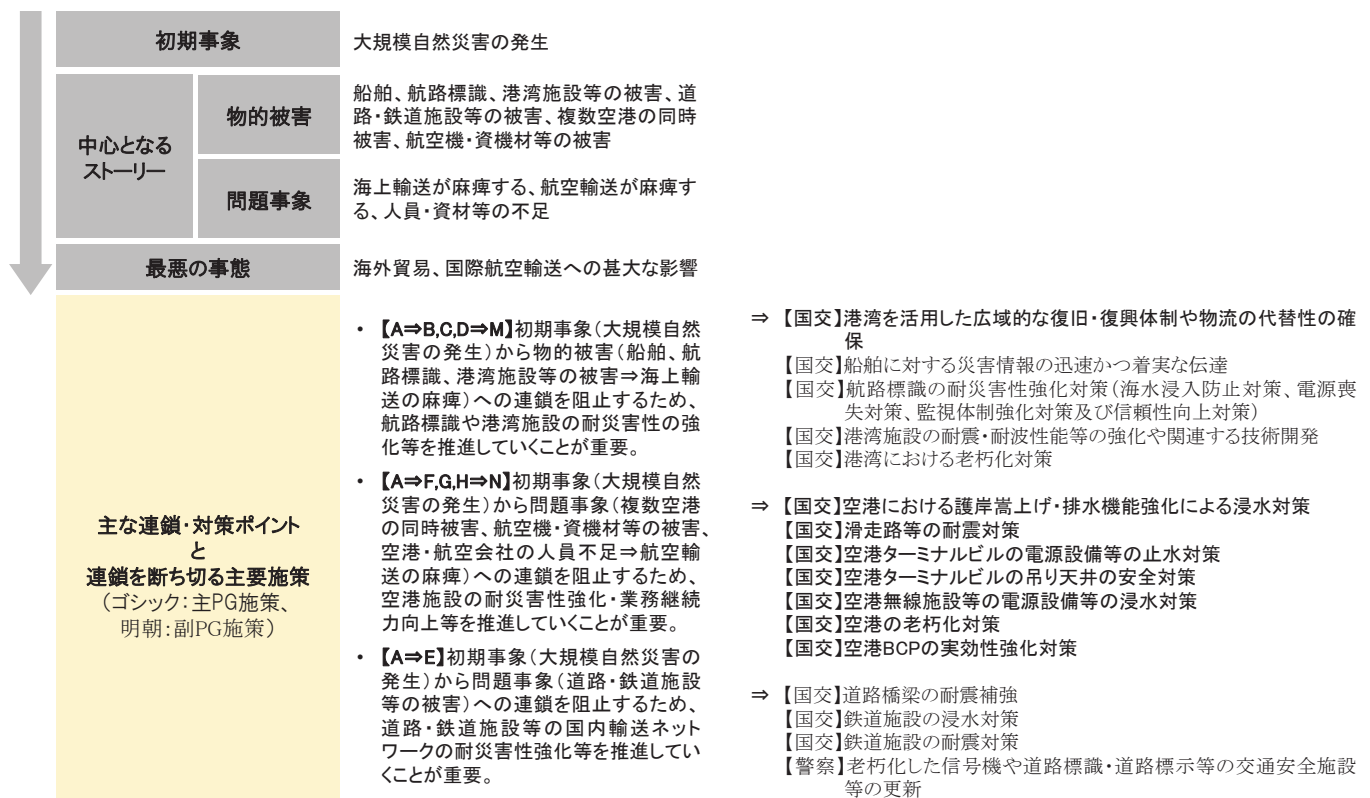 初期事象
大規模自然災害の発生
中心となる
ストーリー
物的被害
船舶、航路標識、港湾施設等の被害、道
路・鉄道施設等の被害、複数空港の同時
被害、航空機・資機材等の被害
問題事象
海上輸送が麻痺する、航空輸送が麻痺す
る、人員・資材等の不足
最悪の事態
海外貿易、国際航空輸送への甚大な影響
主な連鎖・対策ポイント
と
連鎖を断ち切る主要施策
（ゴシック：主PG施策、
明朝：副PG施策）
・ 【A⇒B,C,D⇒M】初期事象（大規模自然
災害の発生）から物的被害（船舶、航
路標識、港湾施設等の被害⇒海上輸
送の麻痺）への連鎖を阻止するため、
航路標識や港湾施設の耐災害性の強
化等を推進していくことが重要。
・ 【A⇒F,G,H⇒N】初期事象（大規模自然
災害の発生）から問題事象（複数空港
の同時被害、航空機・資機材等の被害、
空港・航空会社の人員不足⇒航空輸
送の麻痺）への連鎖を阻止するため、
空港施設の耐災害性強化・業務継続
力向上等を推進していくことが重要。
・ 【A⇒E】初期事象（大規模自然災害の
発生）から問題事象（道路・鉄道施設
等の被害）への連鎖を阻止するため、
道路・鉄道施設等の国内輸送ネット
ワークの耐災害性強化等を推進してい
くことが重要。
⇒ 【国交】港湾を活用した広域的な復旧・復興体制や物流の代替性の確
保
【国交】船舶に対する災害情報の迅速かつ着実な伝達
【国交】航路標識の耐災害性強化対策（海水浸入防止対策、電源喪
失対策、監視体制強化対策及び信頼性向上対策）
【国交】港湾施設の耐震・耐波性能等の強化や関連する技術開発
【国交】港湾における老朽化対策
⇒ 【国交】空港における護岸嵩上げ・排水機能強化による浸水対策
【国交】滑走路等の耐震対策
【国交】空港ターミナルビルの電源設備等の止水対策
【国交】空港ターミナルビルの吊り天井の安全対策
【国交】空港無線施設等の電源設備等の浸水対策
【国交】空港の老朽化対策
【国交】空港BCPの実効性強化対策
⇒ 【国交】道路橋梁の耐震補強
【国交】鉄道施設の浸水対策
【国交】鉄道施設の耐震対策
【警察】老朽化した信号機や道路標識・道路標示等の交通安全施設
等の更新